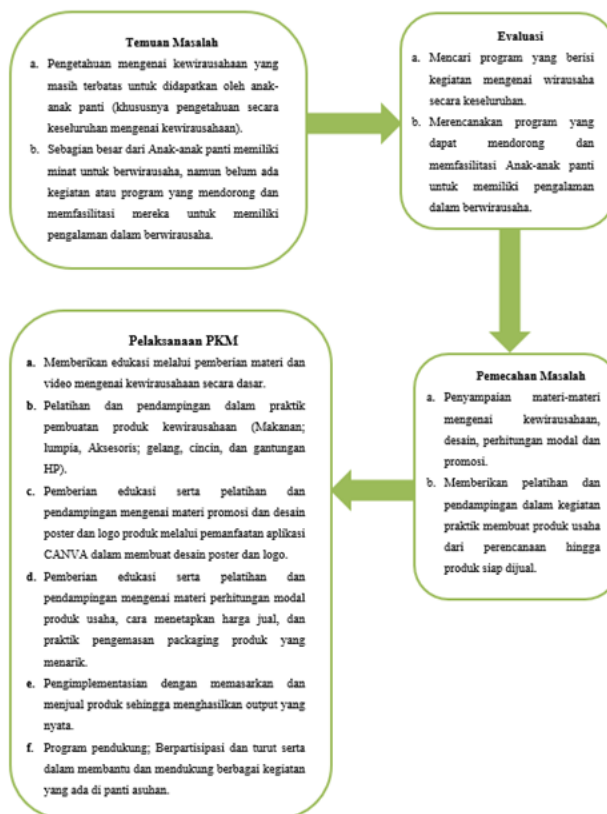 Temuan Masalah
a. Pengetahuan mengenai kewirausahaan yang
masih terbatas untuk didapatkan oleh anak-
anak panti (khususnya pengetahuan secara
keseluruhan mengenai kewirausahaan).
b. Sebagian besar dari Anak-anak panti memiliki
minat untuk berwirausaha, namun belum ada
kegiatan atau program yang mendorong dan
memfasilitasi mereka untuk memiliki
pengalaman dalam berwirausaha.
Evaluasi
a. Mencari program yang berisi
kegiatan mengenai wirausaha
secara keseluruhan.
b. Merencanakan program yang
dapat mendorong dan
memfasilitasi Anak-anak panti
untuk memiliki pengalaman
dalam berwirausaha.
Pemecahan Masalah
a. Penyampaian materi-materi
mengenai kewirausahaan,
desain, perhitungan modal dan
promosi.
b. Memberikan pelatihan dan
pendampingan dalam kegiatan
praktik membuat produk usaha
dari perencanaan hingga
produk siap dijual.
Pelaksanaan PKM
a. Memberikan edukasi melalui pemberian materi dan
video mengenai kewirausahaan secara dasar.
b. Pelatihan dan pendampingan dalam praktik
pembuatan produk kewirausahaan (Makanan;
lumpia, Aksesoris; gelang, cincin, dan gantungan
HP).
c. Pemberian edukasi serta pelatihan dan
pendampingan mengenai materi promosi dan desain
poster dan logo produk melalui pemanfaatan aplikasi
CANVA dalam membuat desain poster dan logo.
d. Pemberian edukasi serta pelatihan dan
pendampingan mengenai materi perhitungan modal
produk usaha, cara menetapkan harga jual, dan
praktik pengemasan packaging produk yang
menarik.
e. Pengimplementasian dengan memasarkan dan
menjual produk sehingga menghasilkan output yang
nyata.
f. Program pendukung; Berpartisipasi dan turut serta
dalam membantu dan mendukung berbagai kegiatan
yang ada di panti asuhan.